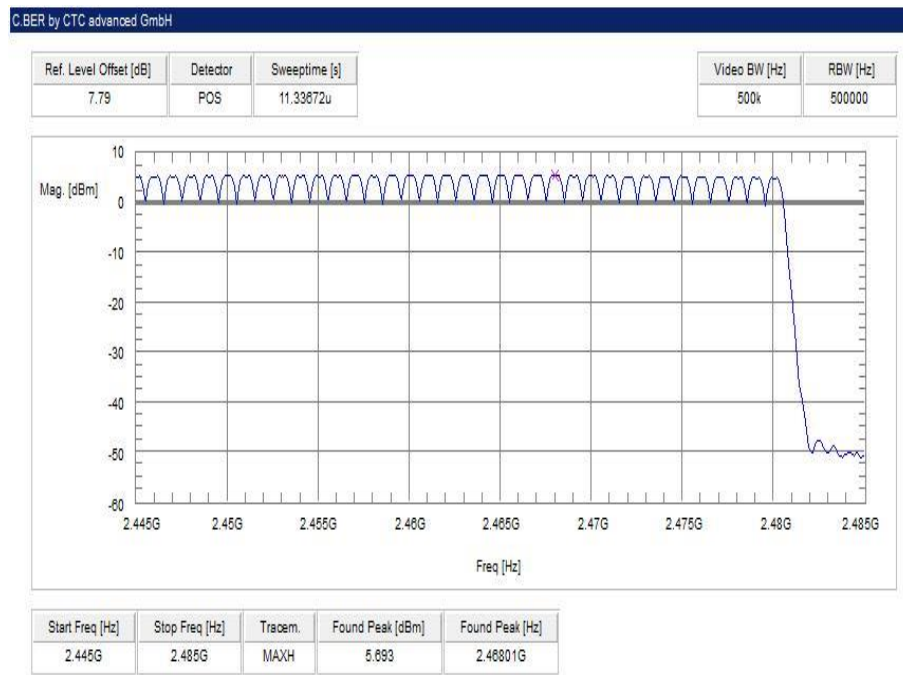 C.BER by CTC advanced GmbH
Ref. Level Offset [dB] Detector Sweeptime [s] Video BW [Hz] RBW [Hz]
7.79 POS 11.33672u 500k 500000
10
Mag. [dBm]
0
-10
-20
-30
-40
-50
-60
2.445G 2.45G 2.455G 2.46G 2.465G 2.47G 2.475G 2.48G 2.485G
Freq [Hz]
Start Freq [Hz] Stop Freq [Hz] Tracem. Found Peak [dBm] Found Peak [Hz]
2.445G 2.485G MAXH 5.693 2.46801G